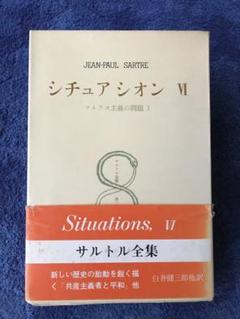 JEAN-PAUL SARTRE
シチュアシオン Ⅵ
マルクス主義の問題 1
Situations, VI
サルトル全集
新しい歴史の胎動を鋭く描
く「共産主義者と平和」他
白井健三郎他訳